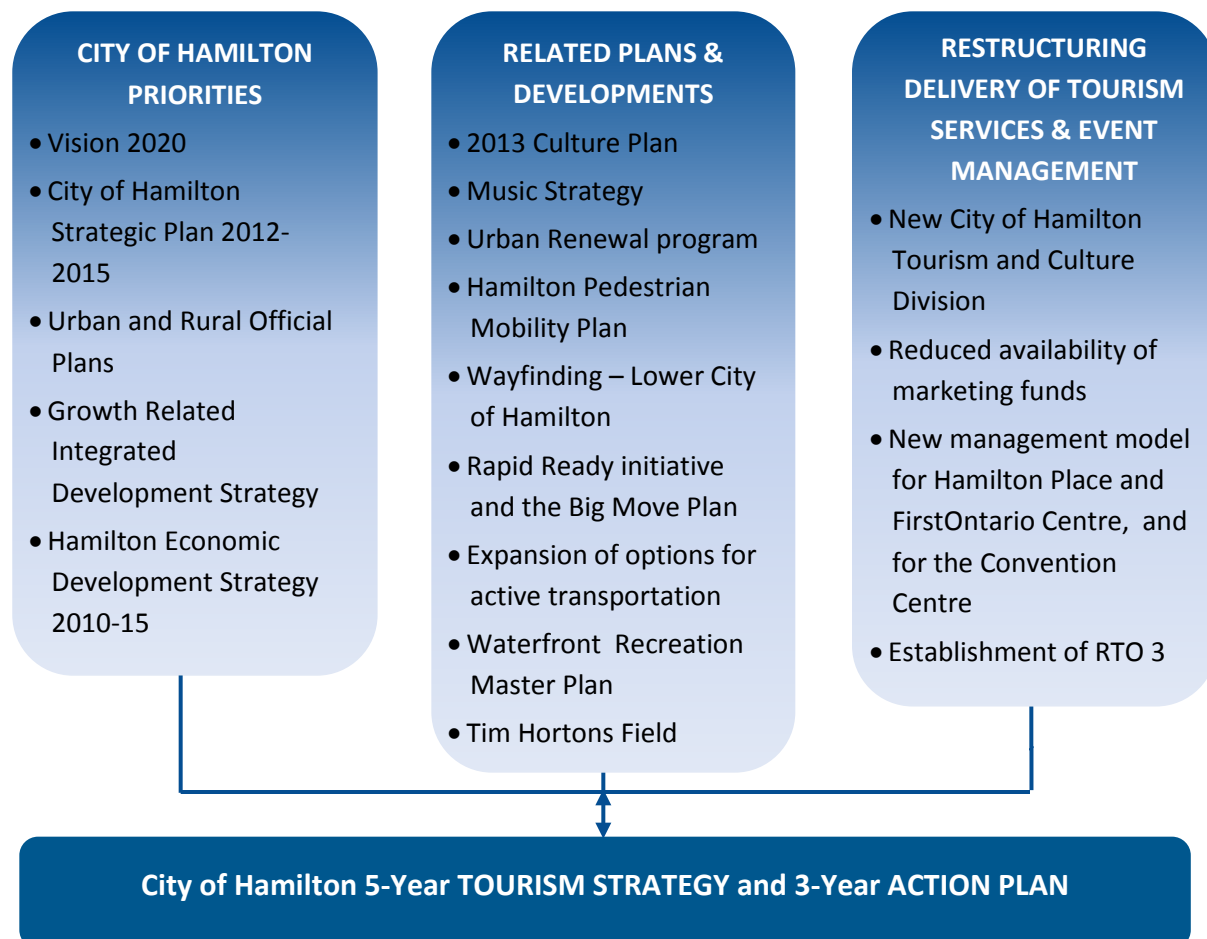 CITY OF HAMILTON
PRIORITIES
• Vision 2020
• City of Hamilton
Strategic Plan 2012-
2015
• Urban and Rural Official
Plans
• Growth Related
Integrated
Development Strategy
• Hamilton Economic
Development Strategy
2010-15
RELATED PLANS &
DEVELOPMENTS
• 2013 Culture Plan
• Music Strategy
• Urban Renewal program
• Hamilton Pedestrian
Mobility Plan
• Wayfinding – Lower City
of Hamilton
• Rapid Ready initiative
and the Big Move Plan
• Expansion of options for
active transportation
• Waterfront Recreation
Master Plan
• Tim Hortons Field
RESTRUCTURING
DELIVERY OF TOURISM
SERVICES & EVENT
MANAGEMENT
• New City of Hamilton
Tourism and Culture
Division
• Reduced availability of
marketing funds
• New management model
for Hamilton Place and
FirstOntario Centre, and
for the Convention
Centre
• Establishment of RTO 3
City of Hamilton 5-Year TOURISM STRATEGY and 3-Year ACTION PLAN